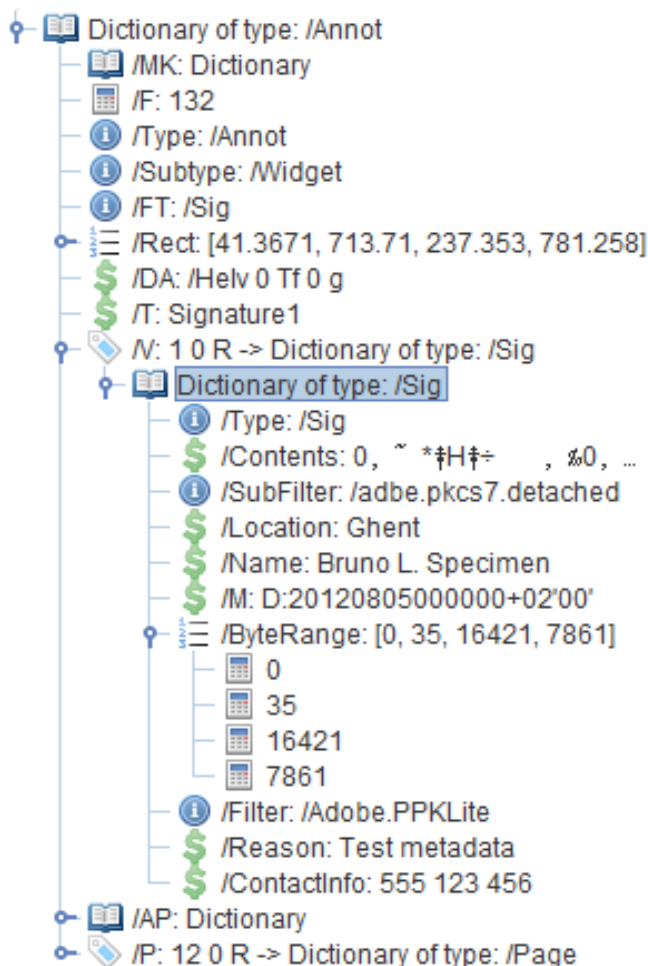 Dictionary of type: /Annot
/MK: Dictionary
/F: 132
/Type: /Annot
/Subtype: /Widget
/FT: /Sig
/Rect: [41.3671, 713.71, 237.353, 781.258]
/DA: /Helv 0 Tf 0 g
/T: Signature1
/V: 1 0 R -> Dictionary of type: /Sig
Dictionary of type: /Sig
/Type: /Sig
/Contents: 0, ˜ *‡H‡÷ , ‰0, ...
/SubFilter: /adbe.pkcs7.detached
/Location: Ghent
/Name: Bruno L. Specimen
/M: D:20120805000000+02'00'
/ByteRange: [0, 35, 16421, 7861]
0
35
16421
7861
/Filter: /Adobe.PPKLite
/Reason: Test metadata
/ContactInfo: 555 123 456
/AP: Dictionary
/P: 12 0 R -> Dictionary of type: /Page